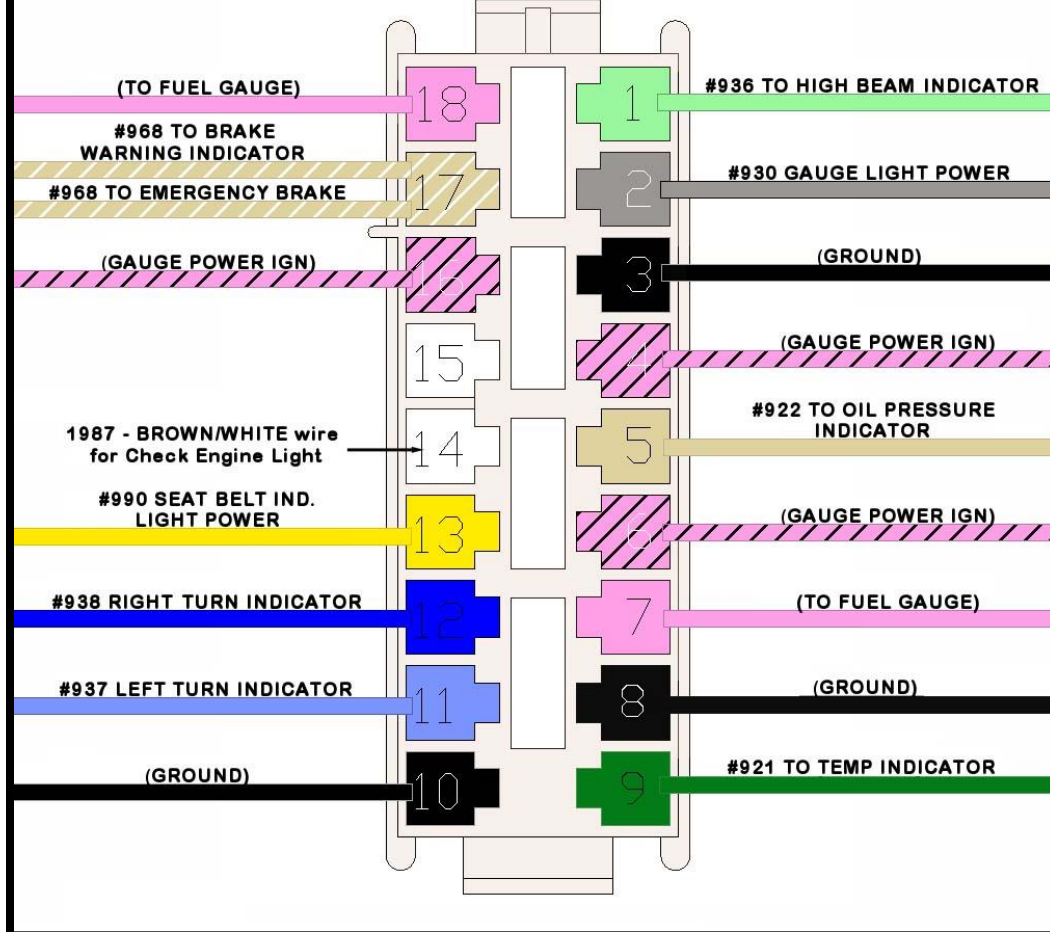 (TO FUEL GAUGE)
18
#968 TO BRAKE
WARNING INDICATOR
#968 TO EMERGENCY BRAKE
17
(GAUGE POWER IGN)
16
15
1987 - BROWN/WHITE wire
for Check Engine Light
14
#990 SEAT BELT IND.
LIGHT POWER
13
#938 RIGHT TURN INDICATOR
12
#937 LEFT TURN INDICATOR
11
(GROUND)
10
1
#936 TO HIGH BEAM INDICATOR
2
#930 GAUGE LIGHT POWER
3
(GROUND)
4
(GAUGE POWER IGN)
5
#922 TO OIL PRESSURE
INDICATOR
6
(GAUGE POWER IGN)
7
(TO FUEL GAUGE)
8
(GROUND)
9
#921 TO TEMP INDICATOR